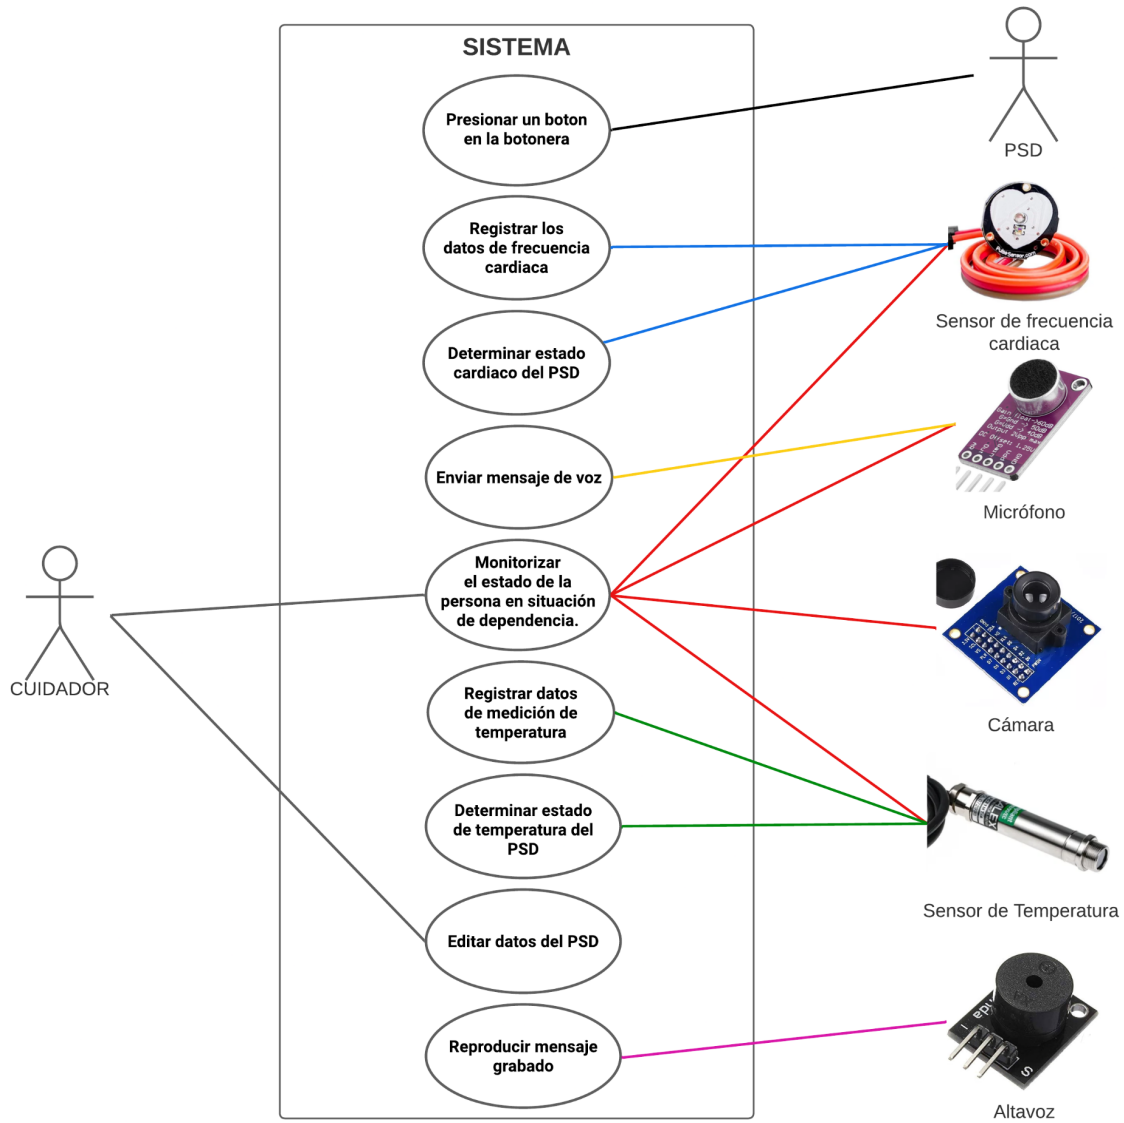 SISTEMA
Presionar un boton
en la botonera
PSD
Registrar los
datos de frecuencia
cardiaca
Sensor de frecuencia
cardiaca
Determinar estado
cardiaco del PSD
Enviar mensaje de voz
Micrófono
Monitorizar
el estado de la
persona en situación
de dependencia.
CUIDADOR
Cámara
Registrar datos
de medición de
temperatura
Determinar estado
de temperatura del
PSD
Sensor de Temperatura
Editar datos del PSD
Reproducir mensaje
grabado
S
Altavoz